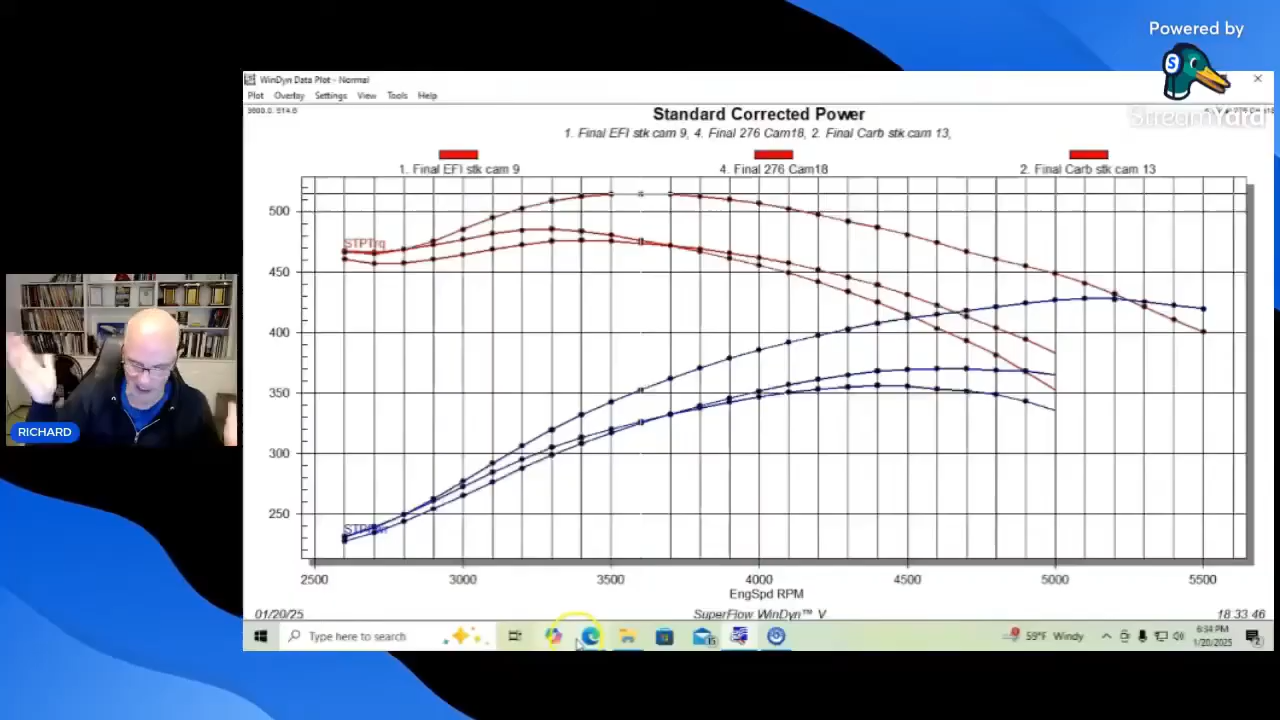 Powered by
StreamYard
WinDyn Data Plot - Normal
Plot Overlay Settings View Tools Help
Standard Corrected Power
1. Final EFI stk cam 9, 4. Final 276 Cam18, 2. Final Carb stk cam 13,
1. Final EFI stk cam 9 4. Final 276 Cam18 2. Final Carb stk cam 13
500
STPTrq
450
400
350
300
250
2500 3000 3500 4000 4500 5000 5500
EngSpd RPM
01/20/25 SuperFlow WinDyn™ V 18 33 46
RICHARD
Type here to search 15 59°F Windy 6:34 PM
1/20/2025 2